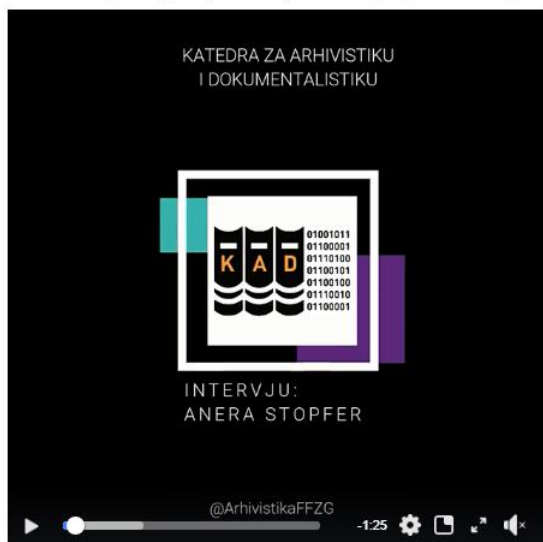 KATEDRA ZA ARHIVISTIKU
I DOKUMENTALISTIKU
K A D
01001011
01100001
01110100
01100101
01100100
01110010
01100001
INTERVJU:
ANERA STOPFER
@ArhivistikaFFZG
-1:25